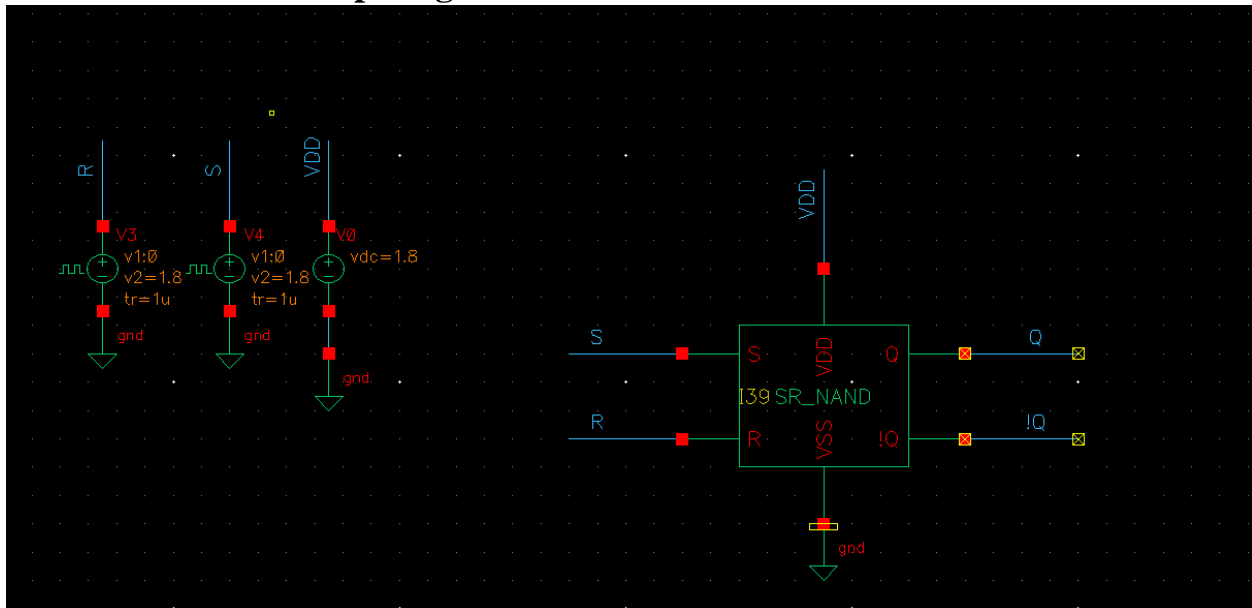 R
S
VDD
V3
v1:0
v2=1.8
tr=1u
gnd
V4
v1:0
v2=1.8
tr=1u
gnd
V0
vdc=1.8
gnd
VDD
S
R
S
R
VDD
VSS
I39 SR_NAND
Q
!Q
Q
!Q
gnd